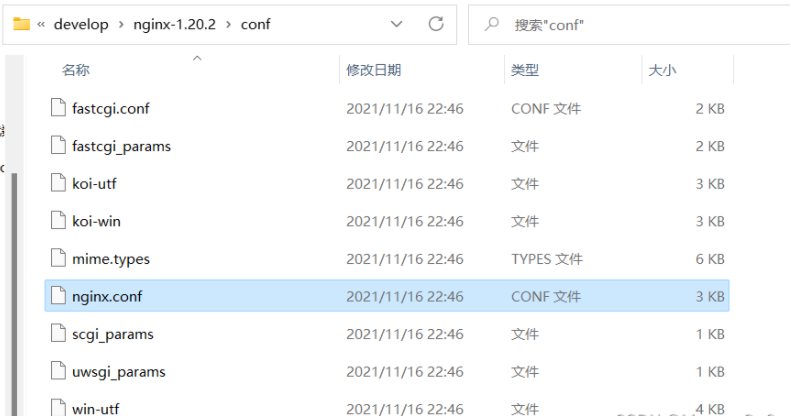 « develop › nginx-1.20.2 › conf
搜索"conf"
名称 修改日期 类型 大小
fastcgi.conf 2021/11/16 22:46 CONF 文件 2 KB
fastcgi_params 2021/11/16 22:46 文件 2 KB
koi-utf 2021/11/16 22:46 文件 3 KB
koi-win 2021/11/16 22:46 文件 3 KB
mime.types 2021/11/16 22:46 TYPES 文件 6 KB
nginx.conf 2021/11/16 22:46 CONF 文件 3 KB
scgi_params 2021/11/16 22:46 文件 1 KB
uwsgi_params 2021/11/16 22:46 文件 1 KB
win-utf 2021/11/16 22:46 文件 4 KB